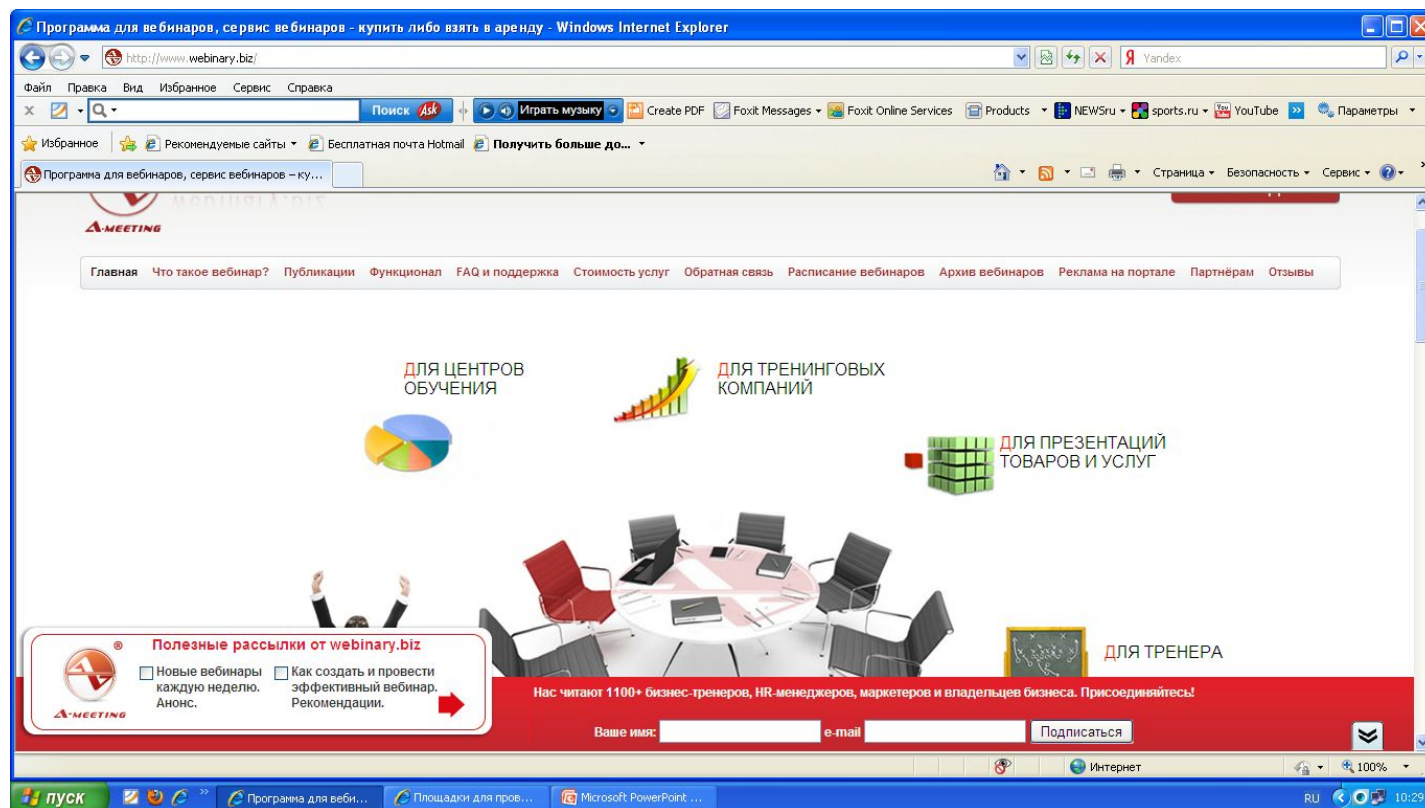 Программа для вебинаров, сервис вебинаров - купить либо взять в аренду - Windows Internet Explorer
http://www.webinary.biz/
Yandex
Файл Правка Вид Избранное Сервис Справка
Поиск Ask Играть музыку Create PDF Foxit Messages Foxit Online Services Products NEWSru sports.ru YouTube Параметры
Избранное Рекомендуемые сайты Бесплатная почта Hotmail Получить больше до...
Программа для вебинаров, сервис вебинаров – ку...
Страница Безопасность Сервис
webinary.biz
A-MEETING
Главная Что такое вебинар? Публикации Функционал FAQ и поддержка Стоимость услуг Обратная связь Расписание вебинаров Архив вебинаров Реклама на портале Партнёрам Отзывы
ДЛЯ ЦЕНТРОВ
ОБУЧЕНИЯ
ДЛЯ ТРЕНИНГОВЫХ
КОМПАНИЙ
ДЛЯ ПРЕЗЕНТАЦИЙ
ТОВАРОВ И УСЛУГ
ДЛЯ ТРЕНЕРА
Полезные рассылки от webinary.biz
Новые вебинары
каждую неделю.
Анонс.
Как создать и провести
эффективный вебинар.
Рекомендации.
A-MEETING
Нас читают 1100+ бизнес-тренеров, HR-менеджеров, маркетеров и владельцев бизнеса. Присоединяйтесь!
Ваше имя: e-mail Подписаться
Интернет 100%
пуск Программа для веби... Площадки для пров... Microsoft PowerPoint ... RU 10:29